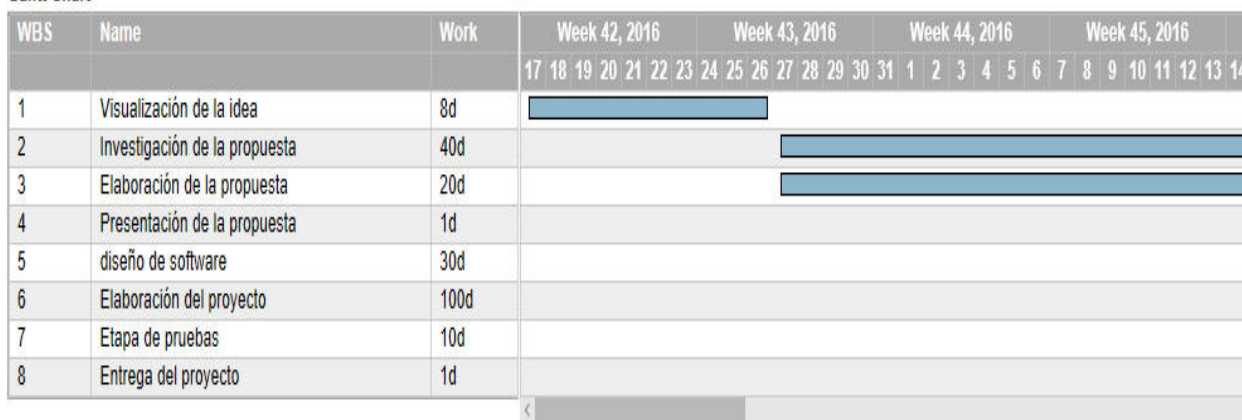 WBS Name Work Week 42, 2016 Week 43, 2016 Week 44, 2016 Week 45, 2016
17 18 19 20 21 22 23 24 25 26 27 28 29 30 31 1 2 3 4 5 6 7 8 9 10 11 12 13 14
1 Visualización de la idea 8d
2 Investigación de la propuesta 40d
3 Elaboración de la propuesta 20d
4 Presentación de la propuesta 1d
5 diseño de software 30d
6 Elaboración del proyecto 100d
7 Etapa de pruebas 10d
8 Entrega del proyecto 1d